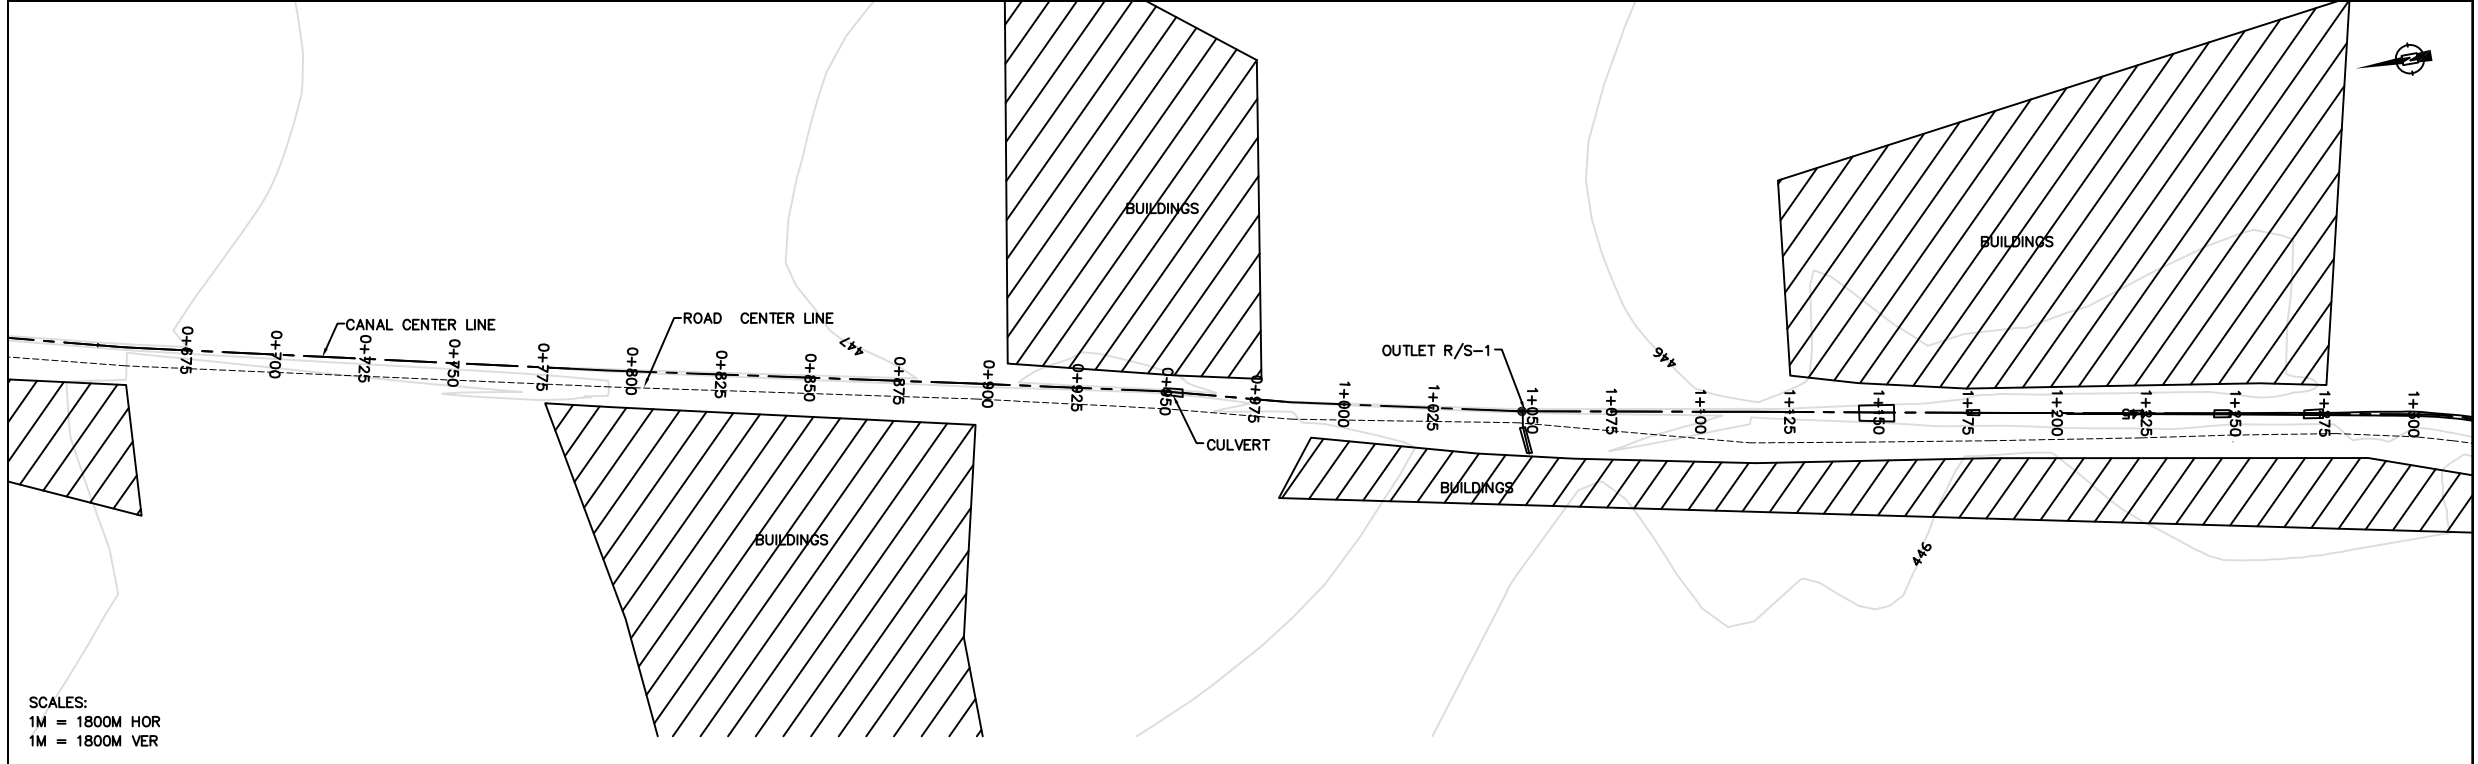 BUILDINGS
BUILDINGS
CANAL CENTER LINE
ROAD CENTER LINE
447
OUTLET R/S-1
446
0+675
0+700
0+725
0+750
0+775
0+800
0+825
0+850
0+875
0+900
0+925
0+950
0+975
1+000
1+025
1+050
1+075
1+100
1+125
1+150
1+175
1+200
1+225
1+250
1+275
1+300
CULVERT
BUILDINGS
BUILDINGS
446
SCALES:
1M = 1800M HOR
1M = 1800M VER